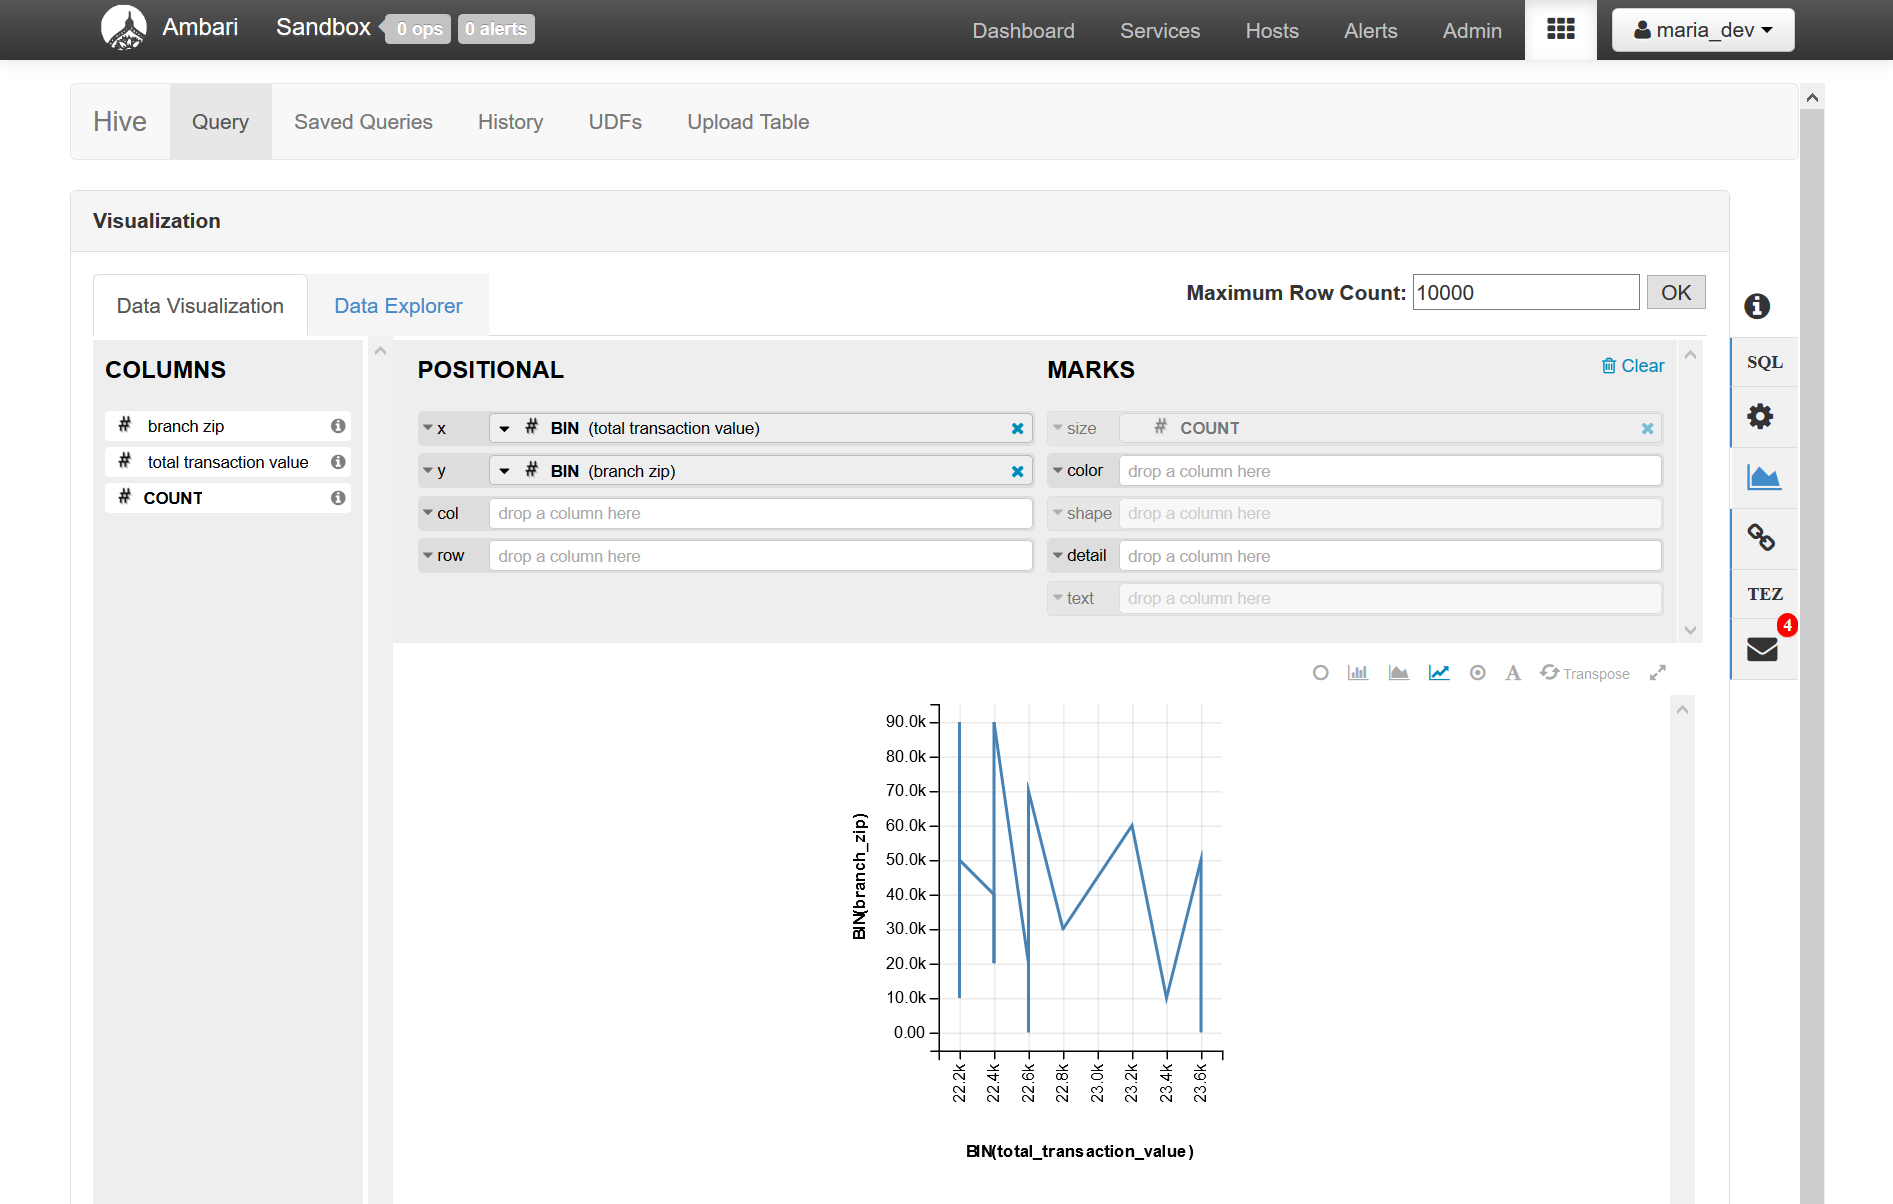 Ambari Sandbox 0 ops 0 alerts Dashboard Services Hosts Alerts Admin maria_dev
Hive Query Saved Queries History UDFs Upload Table
Visualization
Data Visualization Data Explorer Maximum Row Count: 10000 OK
COLUMNS
# branch zip
# total transaction value
# COUNT
POSITIONAL
x # BIN (total transaction value)
y # BIN (branch zip)
col drop a column here
row drop a column here
MARKS Clear
size # COUNT
color drop a column here
shape drop a column here
detail drop a column here
text drop a column here
SQL
TEZ
4
A Transpose
BIN(branch_zip)
90.0k
80.0k
70.0k
60.0k
50.0k
40.0k
30.0k
20.0k
10.0k
0.00
22.2k 22.4k 22.6k 22.8k 23.0k 23.2k 23.4k 23.6k
BIN(total_transaction_value)